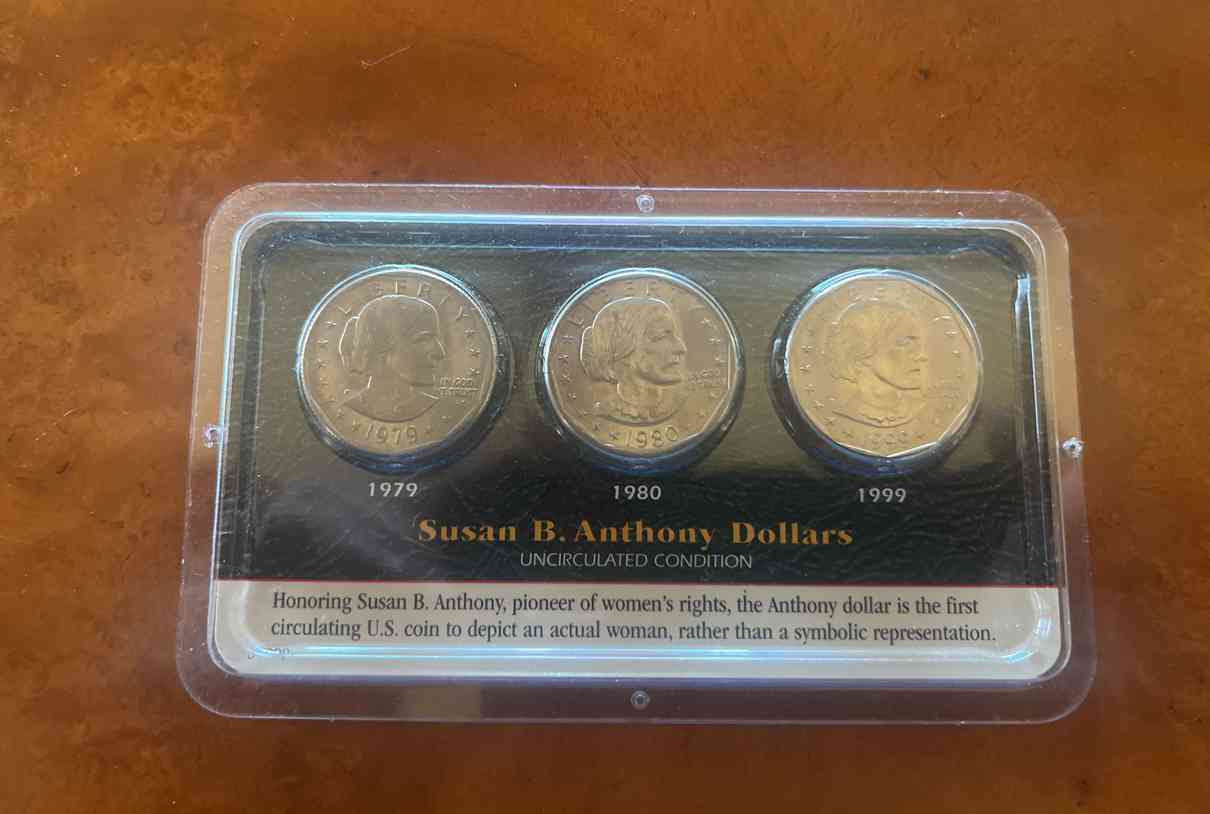 LIBERTY
IN GOD
WE TRUST
1979
LIBERTY
IN GOD
1980
LIBERTY
1999
1979
1980
1999
Susan B. Anthony Dollars
UNCIRCULATED CONDITION
Honoring Susan B. Anthony, pioneer of women's rights, the Anthony dollar is the first
circulating U.S. coin to depict an actual woman, rather than a symbolic representation.